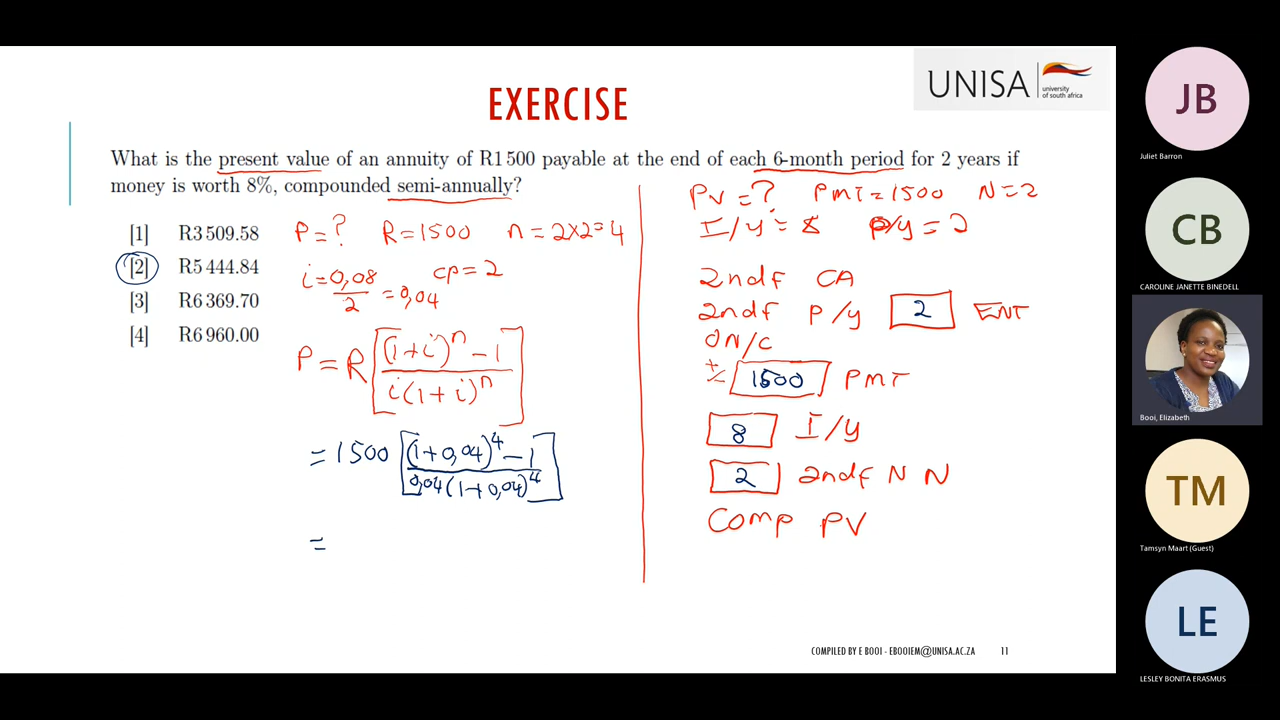 EXERCISE
UNISA
university
of south africa
What is the present value of an annuity of R1 500 payable at the end of each 6-month period for 2 years if
money is worth 8%, compounded semi-annually?
[1] R3 509.58
[2] R5 444.84
[3] R6 369.70
[4] R6 960.00
P=? R=1500 n=2×2=4
i=0,08/2=0,04 cp=2
P=R[((1+i)^n-1)/(i(1+i)^n)]
=1500[((1+0,04)^4-1)/(0,04(1+0,04)^4)]
=
PV=? PMT=1500 N=2
I/Y=8 P/Y=2
2ndF CA
2ndF P/Y 2 ENT
ON/C
+/- 1500 PMT
8 I/Y
2 2ndF N N
COMP PV
COMPILED BY E BOOI - EBOOIEM@UNISA.AC.ZA 11
JB
Juliet Barron
CB
CAROLINE JANETTE BINEDELL
Booi, Elizabeth
TM
Tamsyn Maart (Guest)
LE
LESLEY BONITA ERASMUS